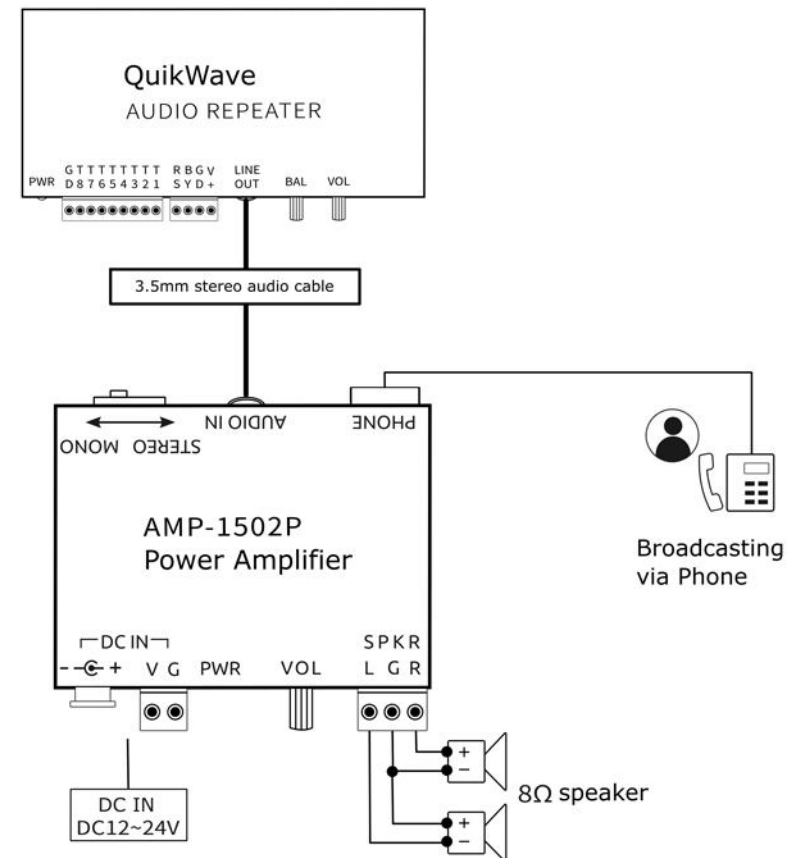 QuikWave
AUDIO REPEATER
G T T T T T T T T R B G V LINE
PWR D 8 7 6 5 4 3 2 1 S Y D + OUT BAL VOL
3.5mm stereo audio cable
AUDIO IN
PHONE
MONO STEREO
AMP-1502P
Power Amplifier
Broadcasting
via Phone
DC IN
SPKR
- + V G PWR VOL L G R
+
-
8Ω speaker
DC IN
DC12~24V
+
-